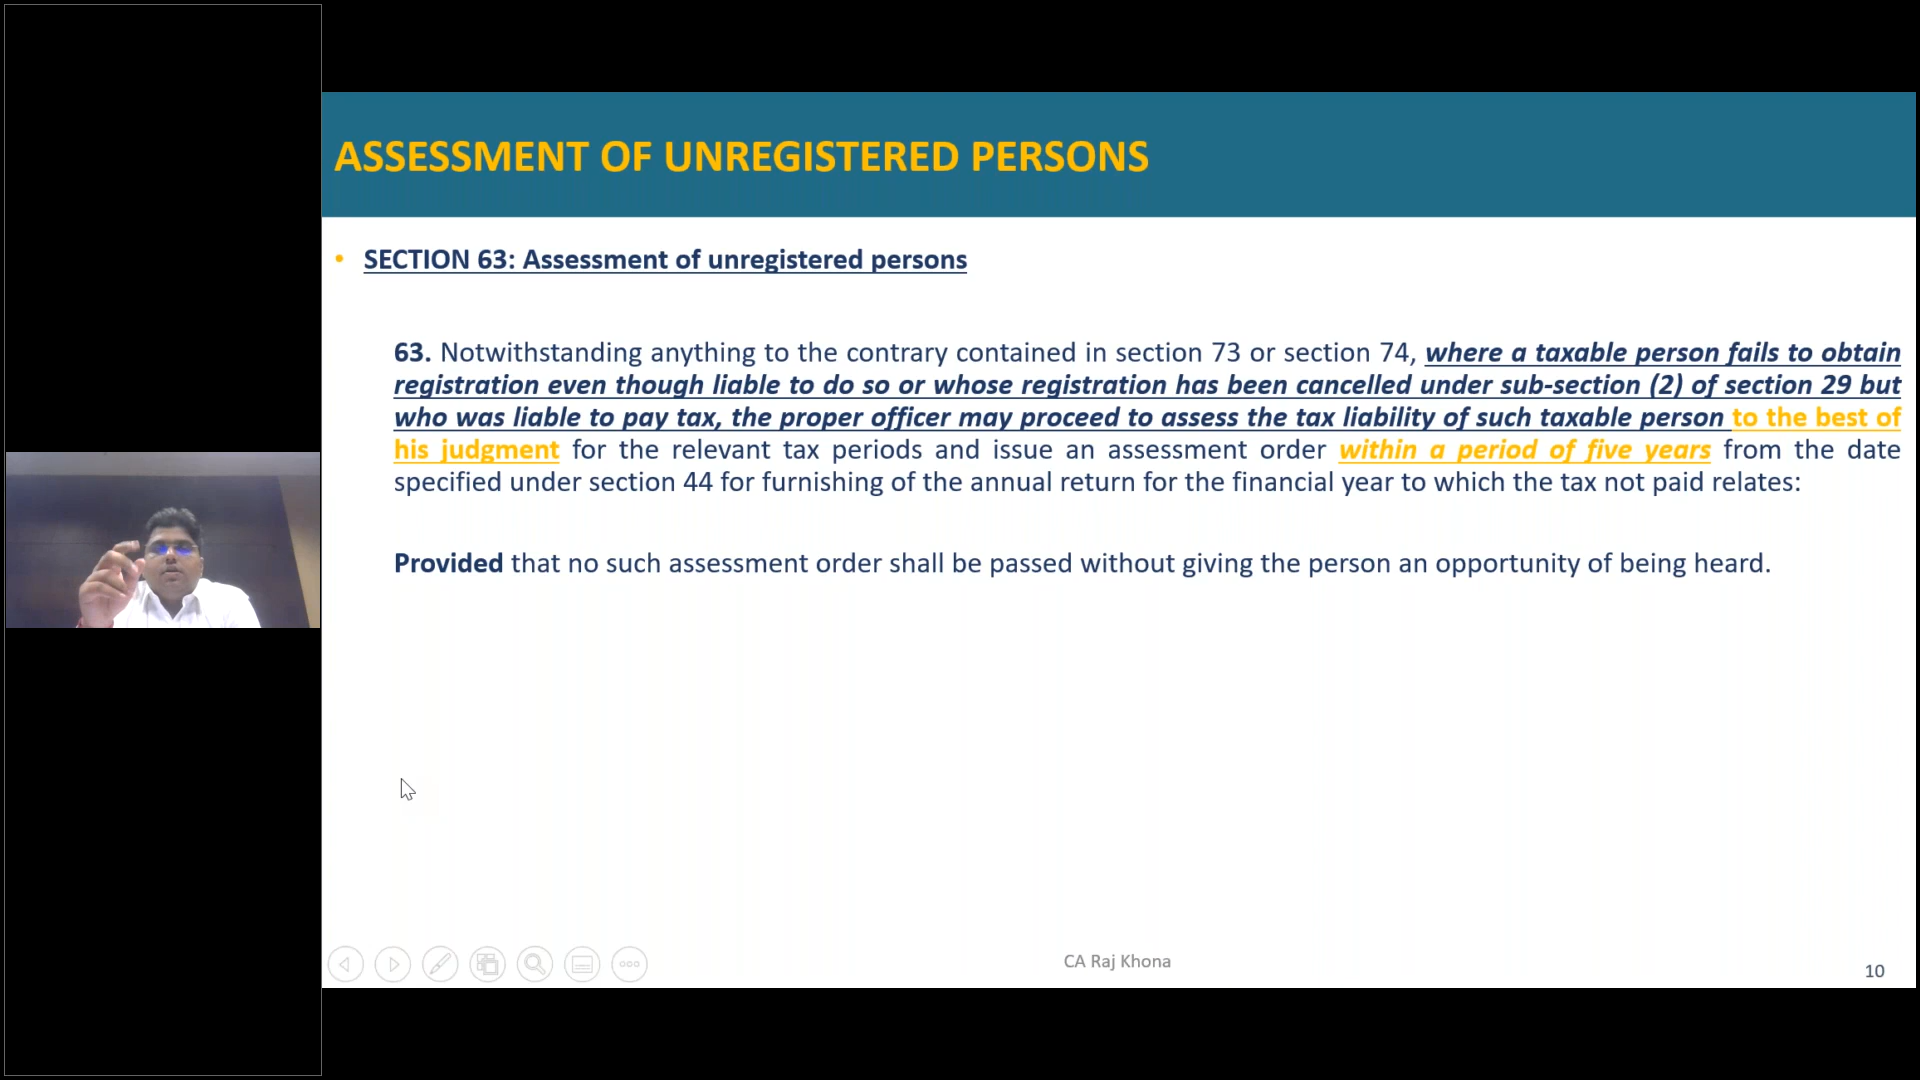 ASSESSMENT OF UNREGISTERED PERSONS
• SECTION 63: Assessment of unregistered persons
63. Notwithstanding anything to the contrary contained in section 73 or section 74, where a taxable person fails to obtain
registration even though liable to do so or whose registration has been cancelled under sub-section (2) of section 29 but
who was liable to pay tax, the proper officer may proceed to assess the tax liability of such taxable person to the best of
his judgment for the relevant tax periods and issue an assessment order within a period of five years from the date
specified under section 44 for furnishing of the annual return for the financial year to which the tax not paid relates:
Provided that no such assessment order shall be passed without giving the person an opportunity of being heard.
CA Raj Khona
10